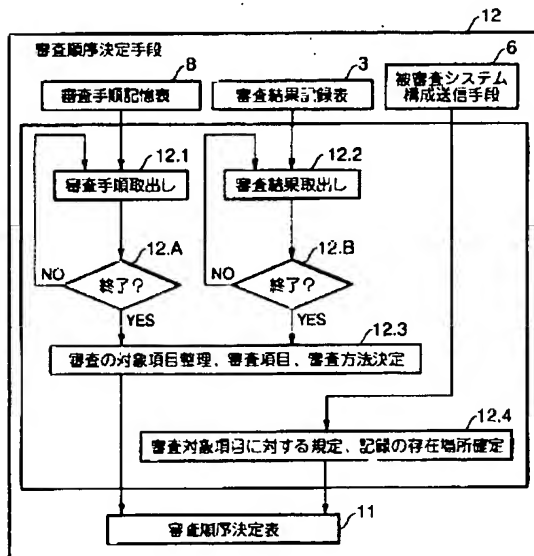 12
審査順序決定手段
8
3
6
審査手順記憶表
審査結果記録表
被審査システム
構成送信手段
12.1
12.2
審査手順取出し
審査結果取出し
12.A
12.B
NO
終了?
NO
終了?
YES
YES
12.3
審査の対象項目整理、審査項目、審査方法決定
12.4
審査対象項目に対する規定、記録の存在場所確定
11
審査順序決定表